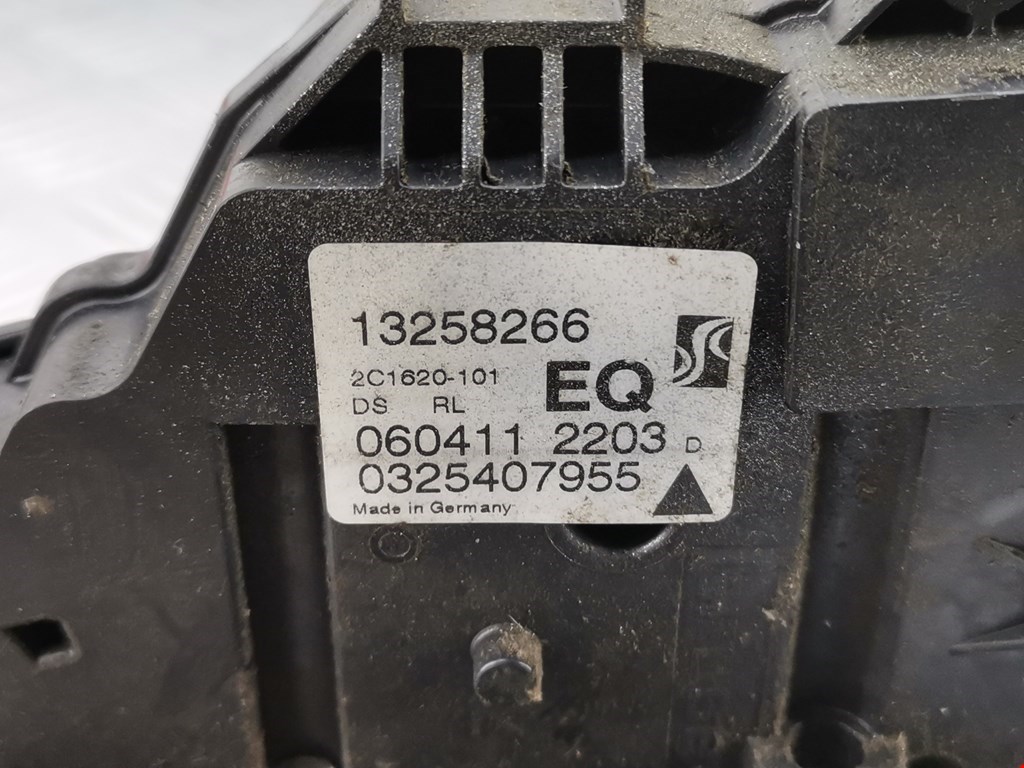 13258266
2C1620-101 EQ
DS RL
060411 2203 D
0325407955
Made in Germany